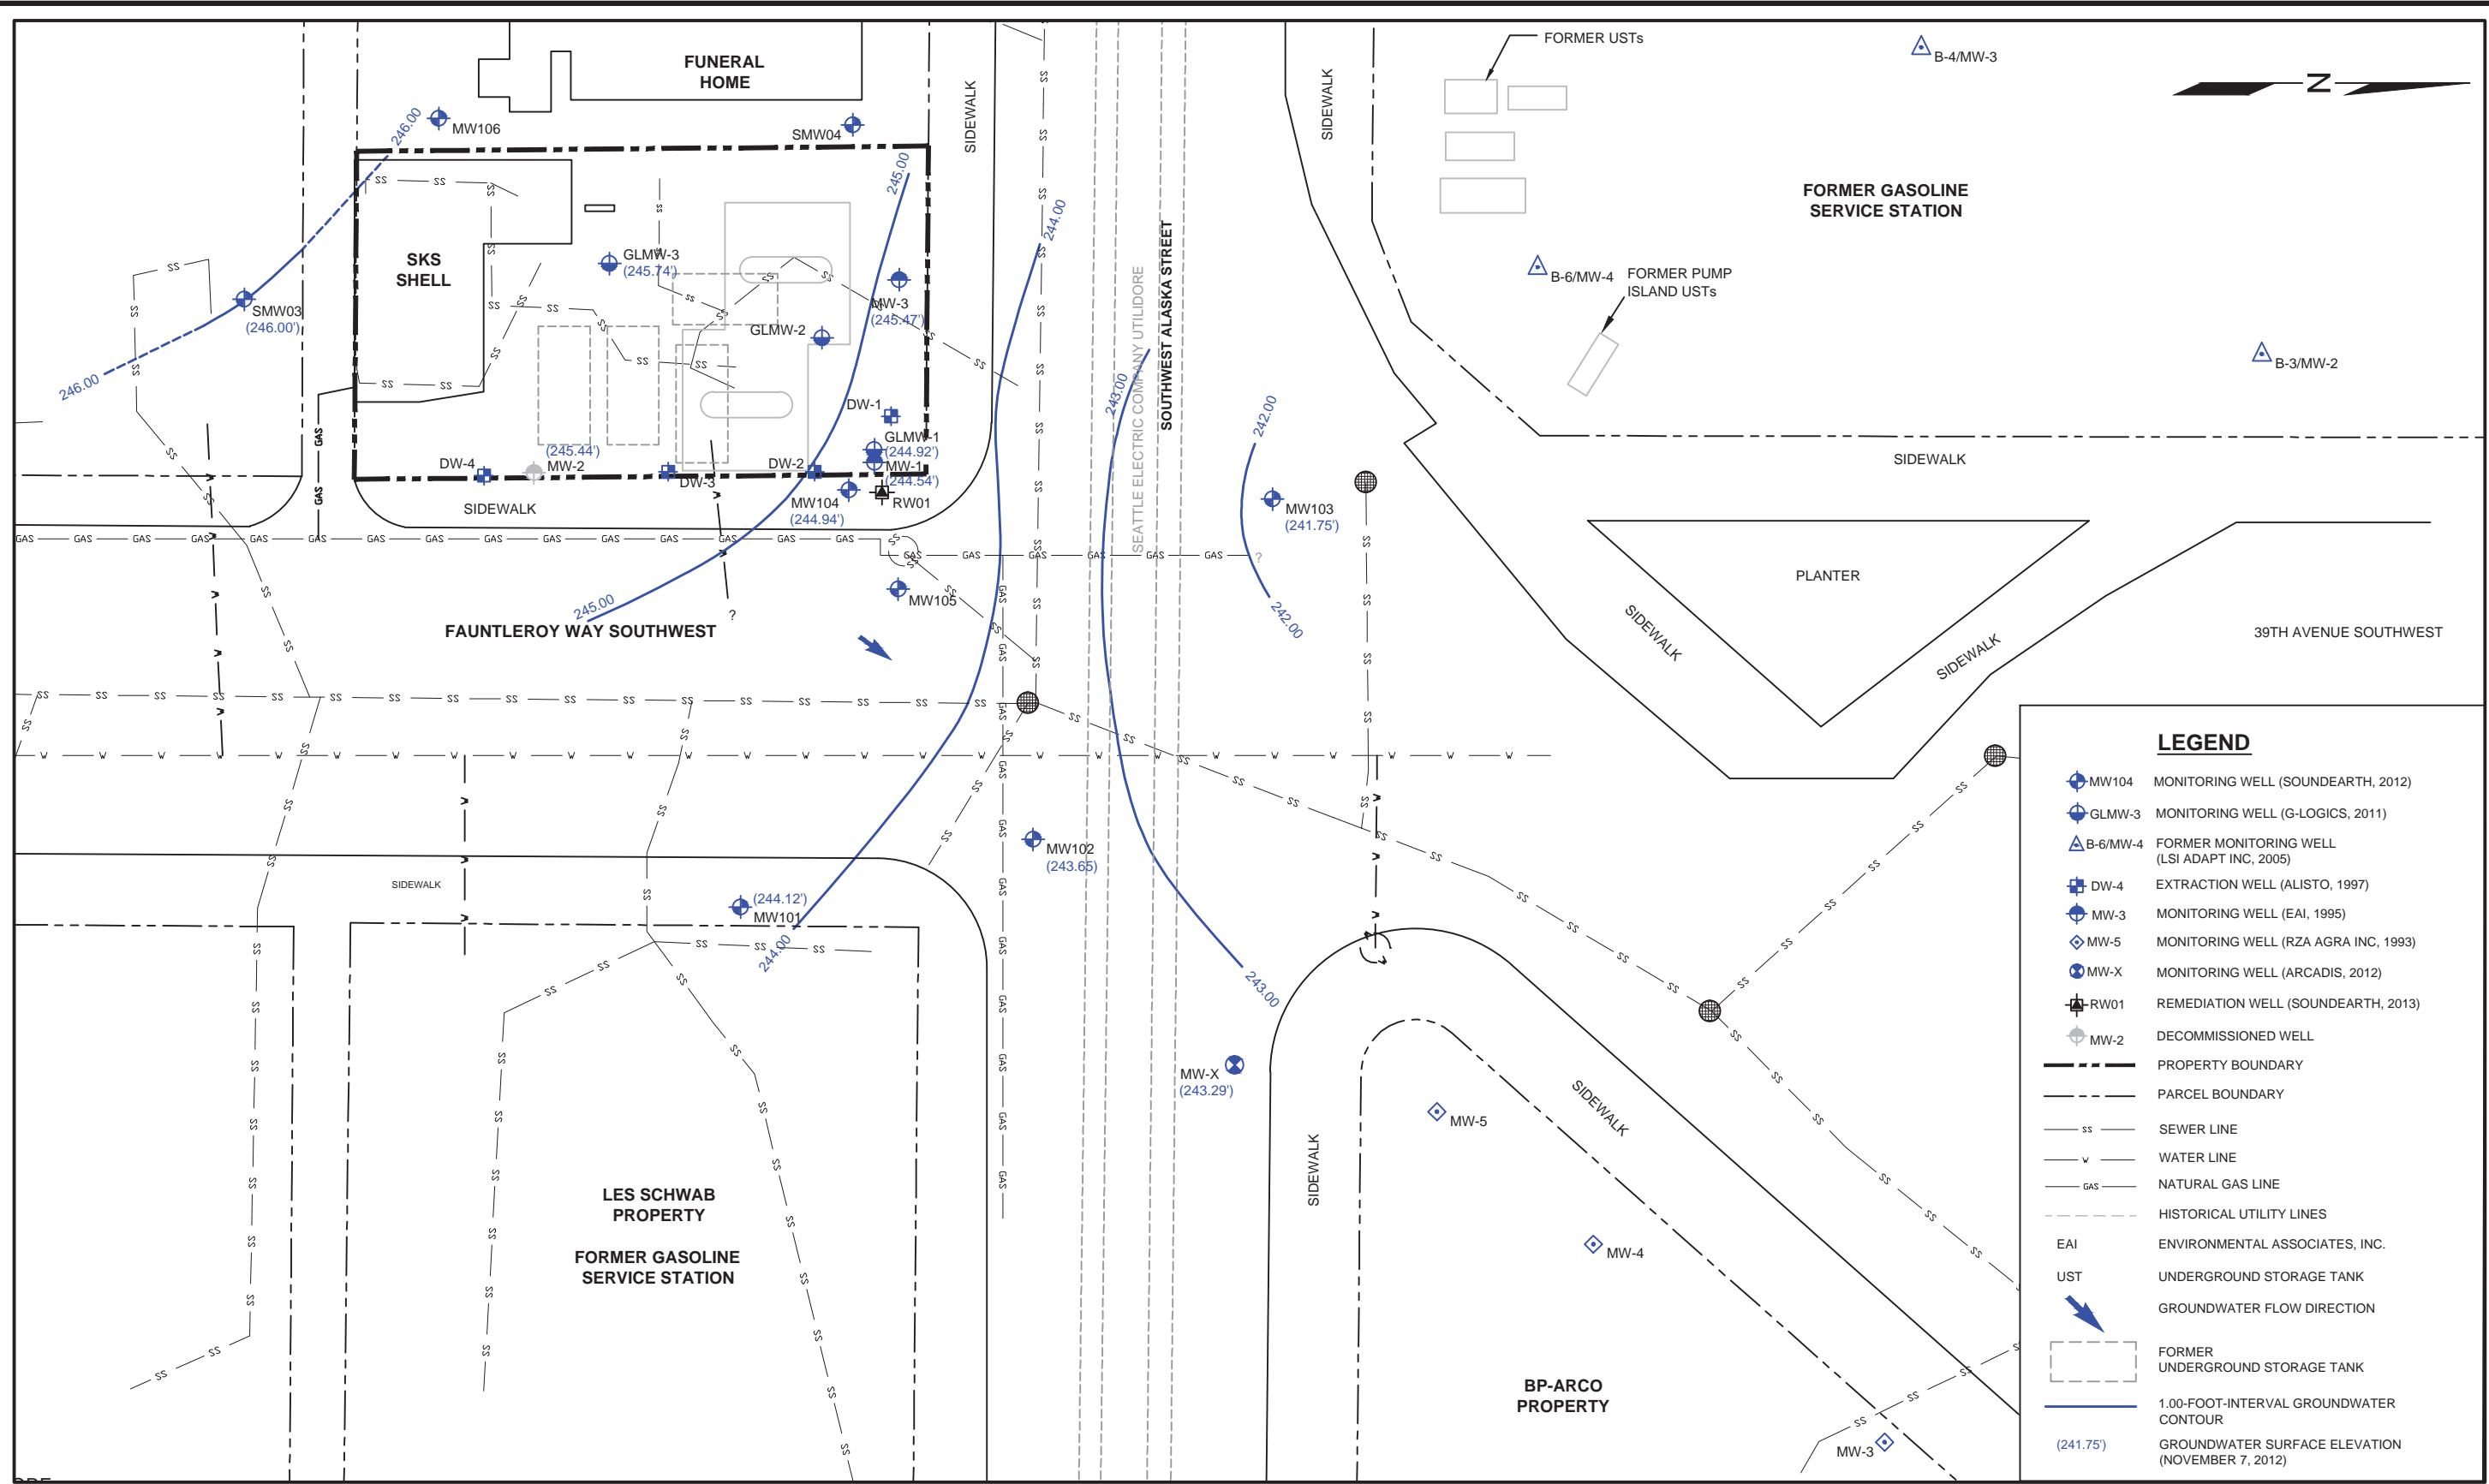 FUNERAL
HOME
SIDEWALK
SIDEWALK
FORMER USTs
B-4/MW-3
N
MW106
246.00
SMW04
245.00
FORMER GASOLINE
SERVICE STATION
SKS
SHELL
GLMW-3
(245.74')
244.00
SOUTHWEST ALASKA STREET
SEATTLE ELECTRIC COMPANY UTILIDORE
B-6/MW-4
FORMER PUMP
ISLAND USTs
SMW03
(246.00')
MW-3
(245.47')
GLMW-2
B-3/MW-2
246.00
243.00
242.00
DW-1
GLMW-1
(244.92')
(245.44')
DW-4
MW-2
DW-3
DW-2
MW-1
(244.54')
SIDEWALK
SIDEWALK
MW104
(244.94')
RW01
MW103
(241.75')
GAS
GAS
SS
W
?
?
PLANTER
MW105
245.00
242.00
FAUNTLEROY WAY SOUTHWEST
SIDEWALK
SIDEWALK
39TH AVENUE SOUTHWEST
MW102
(243.65)
SIDEWALK
(244.12')
MW101
244.00
243.00
MW-X
(243.29')
MW-5
SIDEWALK
SIDEWALK
LES SCHWAB
PROPERTY
FORMER GASOLINE
SERVICE STATION
MW-4
BP-ARCO
PROPERTY
MW-3
LEGEND
MW104 MONITORING WELL (SOUNDEARTH, 2012)
GLMW-3 MONITORING WELL (G-LOGICS, 2011)
B-6/MW-4 FORMER MONITORING WELL
(LSI ADAPT INC, 2005)
DW-4 EXTRACTION WELL (ALISTO, 1997)
MW-3 MONITORING WELL (EAI, 1995)
MW-5 MONITORING WELL (RZA AGRA INC, 1993)
MW-X MONITORING WELL (ARCADIS, 2012)
RW01 REMEDIATION WELL (SOUNDEARTH, 2013)
MW-2 DECOMMISSIONED WELL
PROPERTY BOUNDARY
PARCEL BOUNDARY
SS SEWER LINE
W WATER LINE
GAS NATURAL GAS LINE
HISTORICAL UTILITY LINES
EAI ENVIRONMENTAL ASSOCIATES, INC.
UST UNDERGROUND STORAGE TANK
GROUNDWATER FLOW DIRECTION
FORMER
UNDERGROUND STORAGE TANK
1.00-FOOT-INTERVAL GROUNDWATER
CONTOUR
(241.75') GROUNDWATER SURFACE ELEVATION
(NOVEMBER 7, 2012)